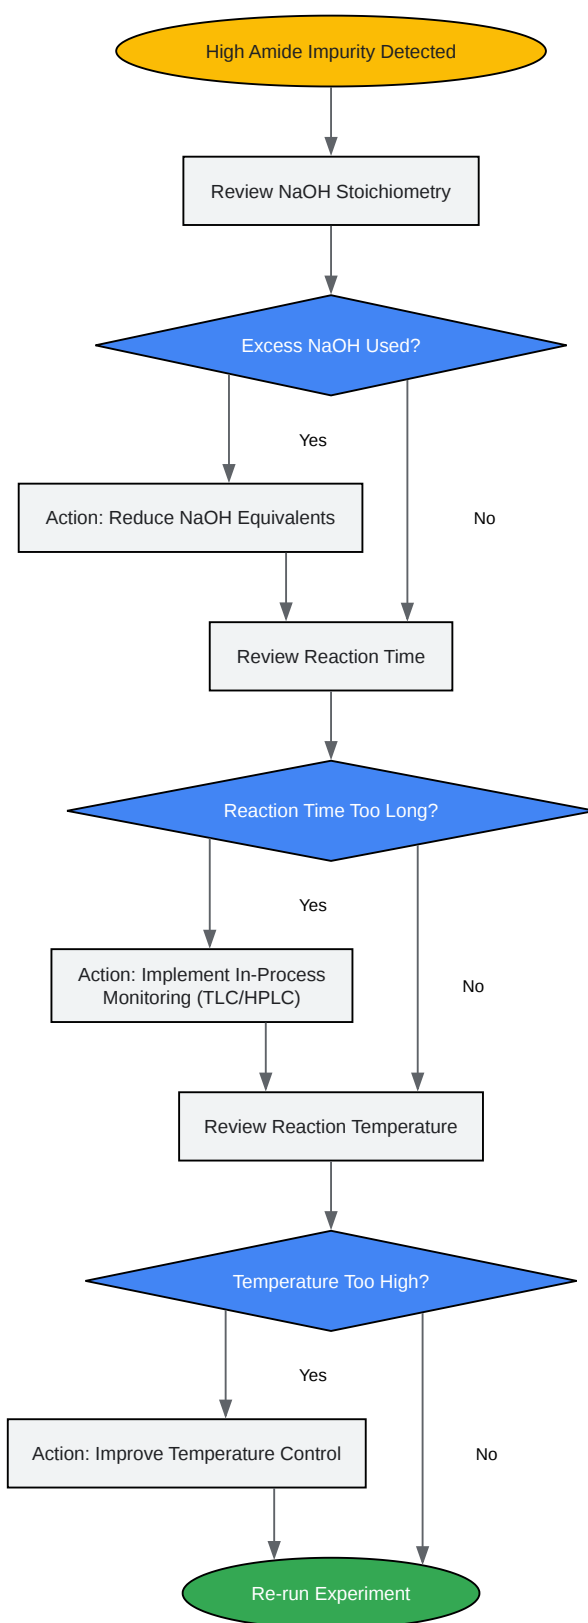 High Amide Impurity Detected
Review NaOH Stoichiometry
Excess NaOH Used?
Yes
Action: Reduce NaOH Equivalents
No
Review Reaction Time
Reaction Time Too Long?
Yes
Action: Implement In-Process
Monitoring (TLC/HPLC)
No
Review Reaction Temperature
Temperature Too High?
Yes
Action: Improve Temperature Control
No
Re-run Experiment